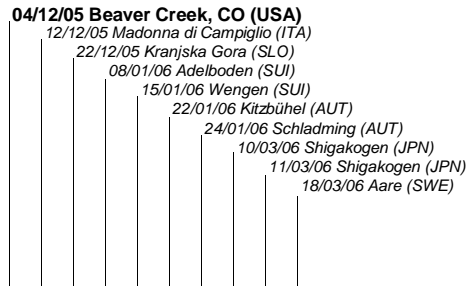 04/12/05 Beaver Creek, CO (USA)
12/12/05 Madonna di Campiglio (ITA)
22/12/05 Kranjska Gora (SLO)
08/01/06 Adelboden (SUI)
15/01/06 Wengen (SUI)
22/01/06 Kitzbühel (AUT)
24/01/06 Schladming (AUT)
10/03/06 Shigakogen (JPN)
11/03/06 Shigakogen (JPN)
18/03/06 Aare (SWE)